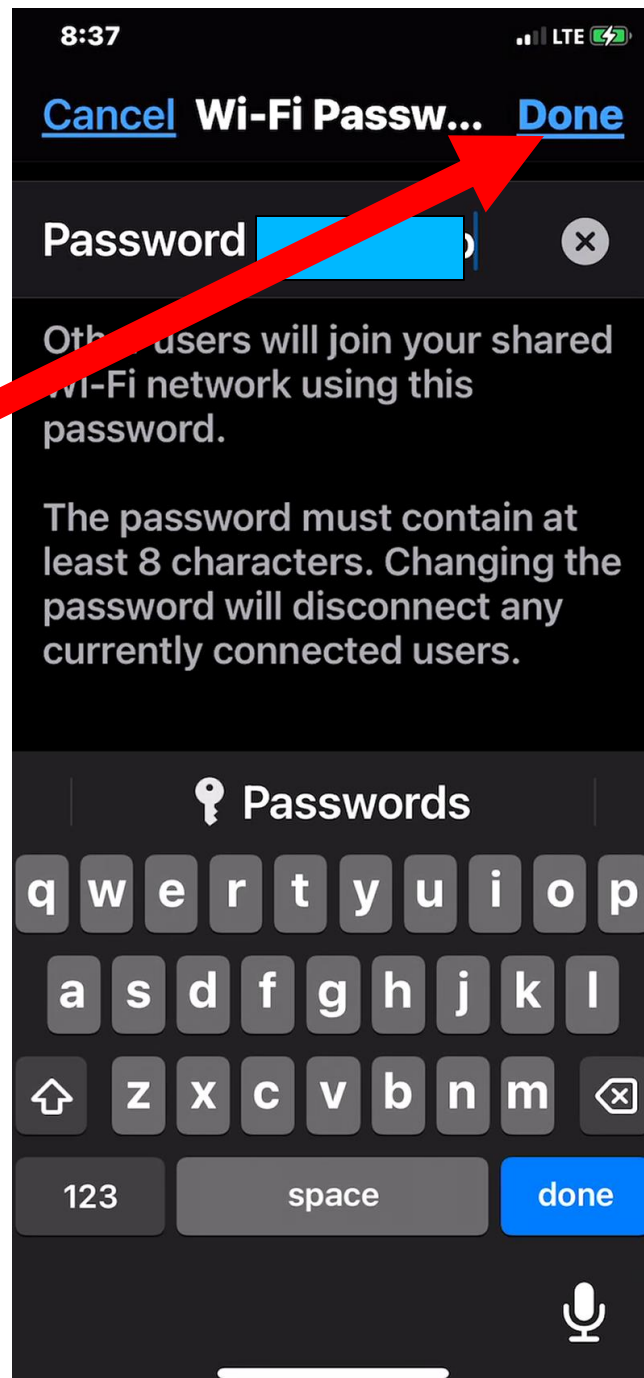 8:37 LTE
Cancel Wi-Fi Passw... Done
Password
users will join your shared
Wi-Fi network using this
password.
The password must contain at
least 8 characters. Changing the
password will disconnect any
currently connected users.
Passwords
q w e r t y u i o p
a s d f g h j k l
z x c v b n m
123 space done